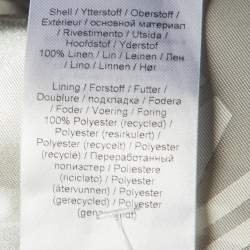 Shell / Ytterstoff / Oberstoff /
Extérieur / основной материал
/ Rivestimento / Utsida /
Hoofdstof / Yderstof
100% Linen / Lin / Leinen / Лен
/ Lino / Linnen / Hør
Lining / Forstoff / Futter /
Doublure / подкладка / Fodera
/ Foder / Voering / Foring
100% Polyester (recycled) /
Polyester (resirkulert) /
Polyester (recycelt) / Polyester
(recyclé) / Переработанный
полиэстер / Poliestere
(riciclato) / Polyester
(återvunnen) / Polyester
(gerecycled) / Polyester